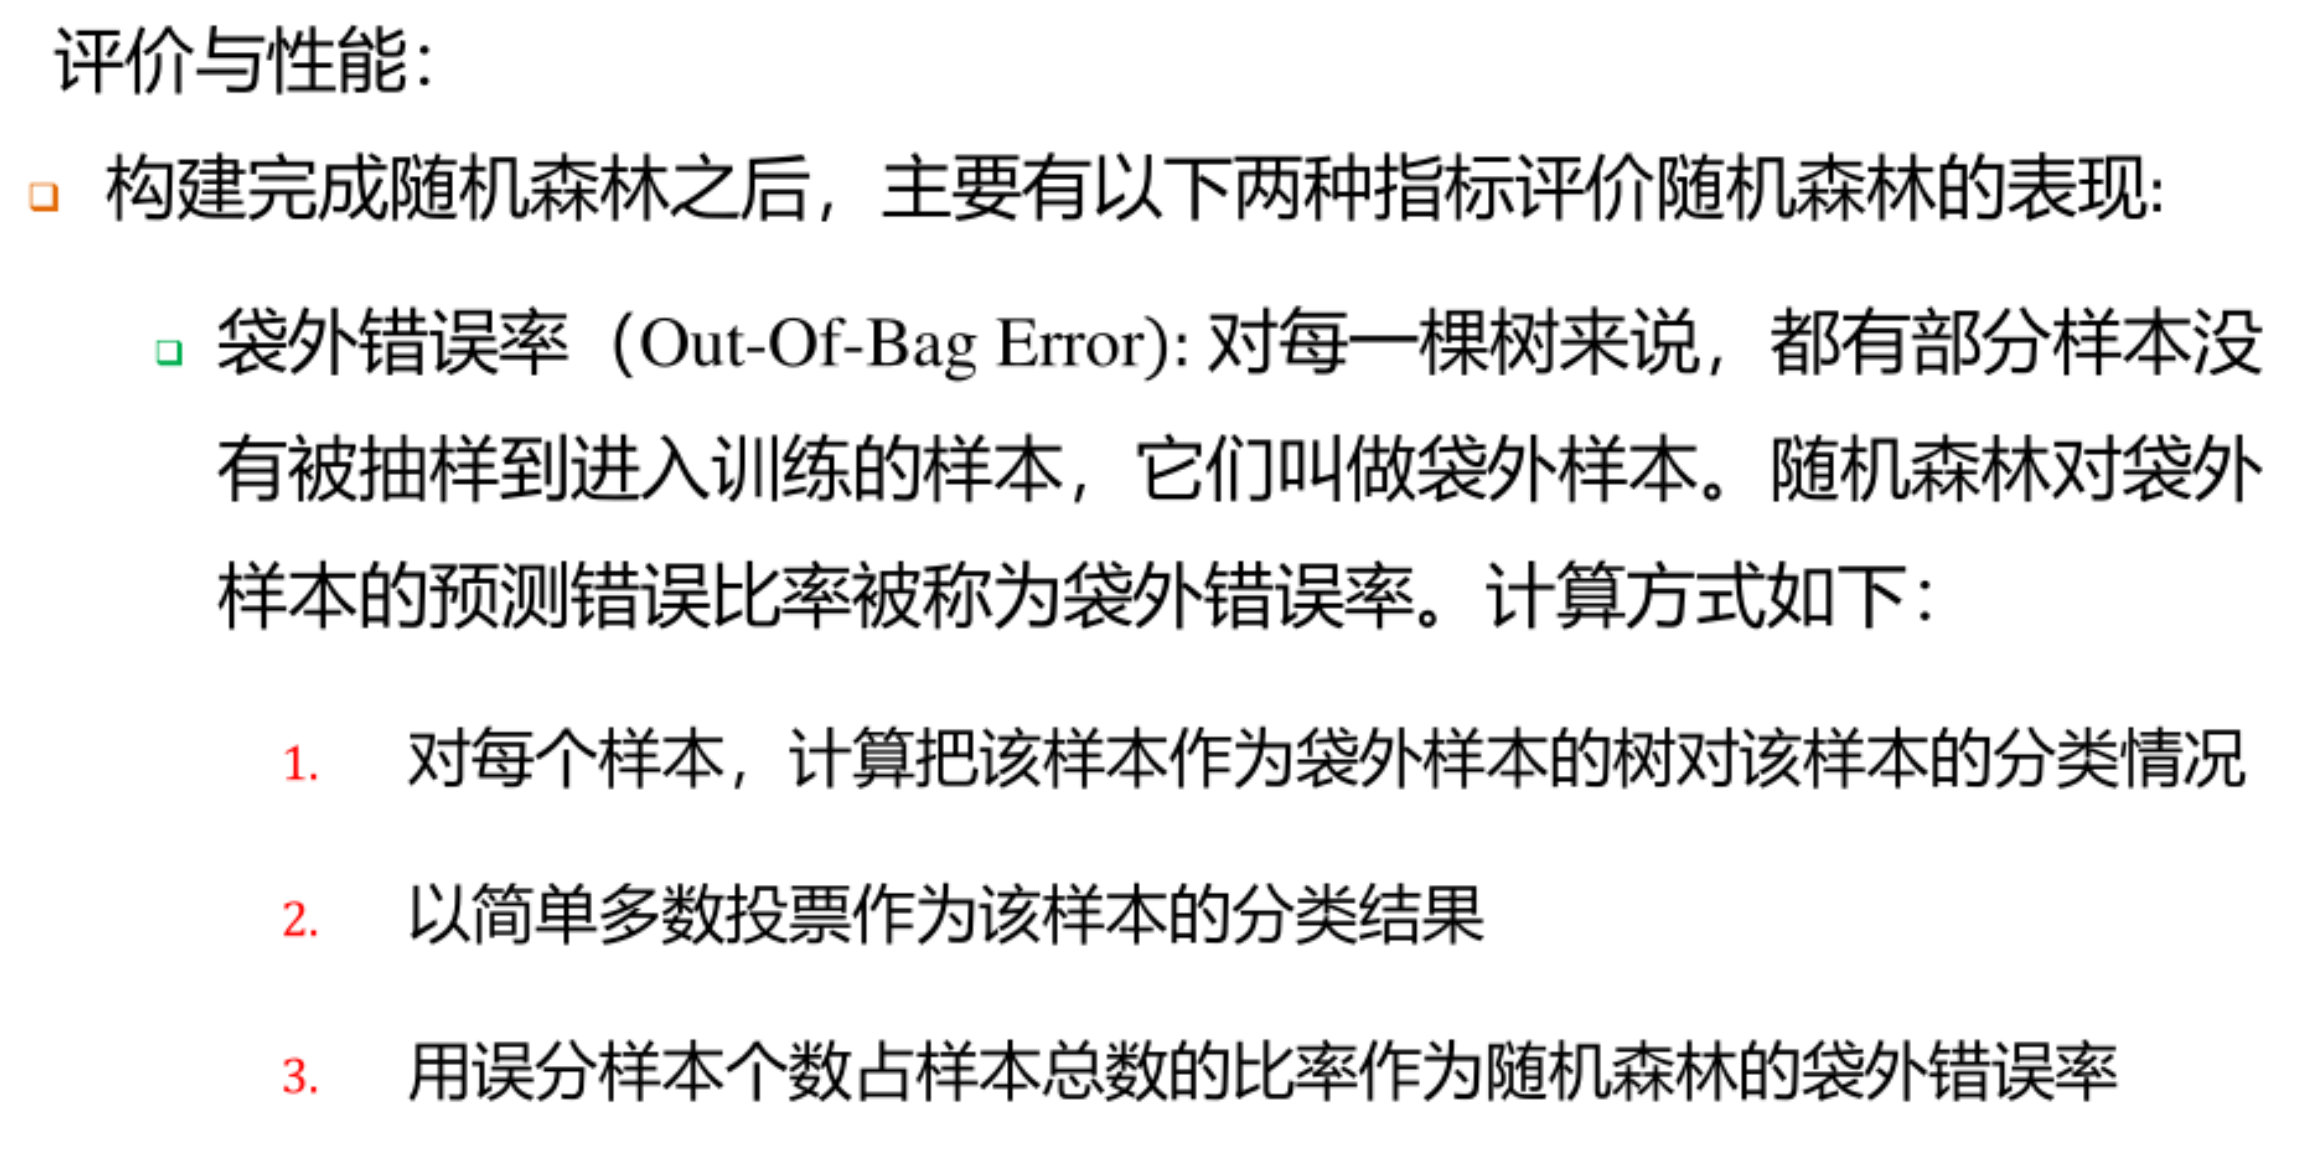 评价与性能：
❑ 构建完成随机森林之后，主要有以下两种指标评价随机森林的表现:
❑ 袋外错误率（Out-Of-Bag Error): 对每一棵树来说，都有部分样本没
有被抽样到进入训练的样本，它们叫做袋外样本。随机森林对袋外
样本的预测错误比率被称为袋外错误率。计算方式如下：
1. 对每个样本，计算把该样本作为袋外样本的树对该样本的分类情况
2. 以简单多数投票作为该样本的分类结果
3. 用误分样本个数占样本总数的比率作为随机森林的袋外错误率